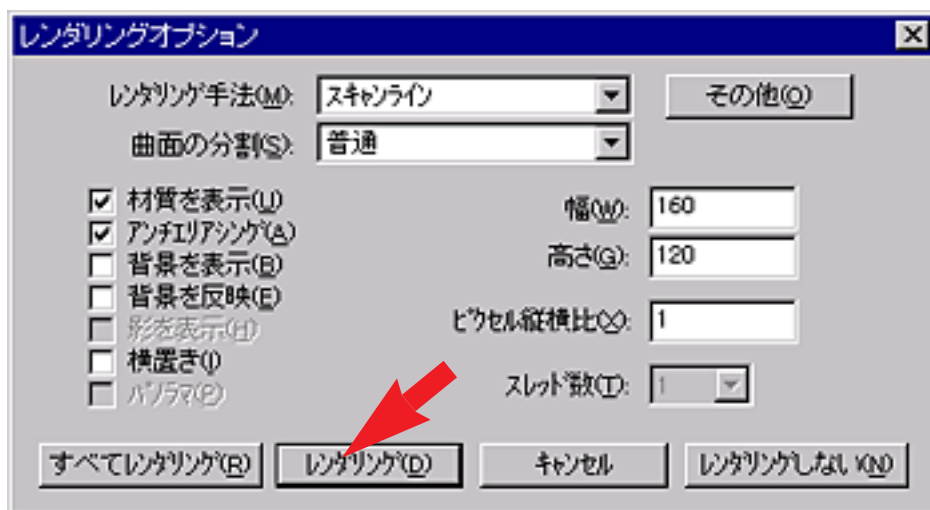 レンダリングオプション
レンダリング手法(M): スキャンライン その他(O)
曲面の分割(S): 普通
材質を表示(U) 幅(W): 160
アンチエリアシング(A)
背景を表示(B) 高さ(G): 120
背景を反映(E)
影を表示(H) ピクセル縦横比(X): 1
横置き(I)
パノラマ(P) スレッド数(T): 1
すべてレンダリング(R) レンダリング(D) キャンセル レンダリングしない(N)